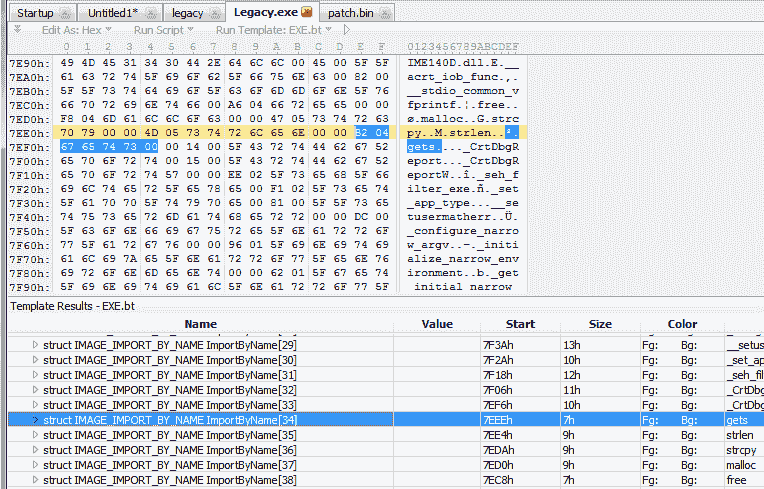 Startup Untitled1* legacy Legacy.exe patch.bin
Edit As: Hex Run Script Run Template: EXE.bt
0 1 2 3 4 5 6 7 8 9 A B C D E F 0123456789ABCDEF
7E90h: 49 4D 45 31 34 30 44 2E 64 6C 6C 00 45 00 5F 5F IME140D.dll.E.__
7EA0h: 61 63 72 74 5F 69 6F 62 5F 66 75 6E 63 00 82 00 acrt_iob_func.‚.
7EB0h: 5F 5F 73 74 64 69 6F 5F 63 6F 6D 6D 6F 6E 5F 76 __stdio_common_v
7EC0h: 66 70 72 69 6E 74 66 00 A6 04 66 72 65 65 00 00 fprintf.¦.free..
7ED0h: F8 04 6D 61 6C 6C 6F 63 00 00 47 05 73 74 72 63 ø.malloc..G.strc
7EE0h: 70 79 00 00 4D 05 73 74 72 6C 65 6E 00 00 B2 04 py..M.strlen..².
7EF0h: 67 65 74 73 00 00 14 00 5F 43 72 74 44 62 67 52 gets...._CrtDbgR
7F00h: 65 70 6F 72 74 00 15 00 5F 43 72 74 44 62 67 52 eport..._CrtDbgR
7F10h: 65 70 6F 72 74 57 00 00 EE 02 5F 73 65 68 5F 66 eportW..î._seh_f
7F20h: 69 6C 74 65 72 5F 65 78 65 00 F1 02 5F 73 65 74 ilter_exe.ñ._set
7F30h: 5F 61 70 70 5F 74 79 70 65 00 81 00 5F 5F 73 65 _app_type...__se
7F40h: 74 75 73 65 72 6D 61 74 68 65 72 72 00 00 DC 00 tusermatherr..Ü.
7F50h: 5F 63 6F 6E 66 69 67 75 72 65 5F 6E 61 72 72 6F _configure_narro
7F60h: 77 5F 61 72 67 76 00 00 96 01 5F 69 6E 69 74 69 w_argv..–._initi
7F70h: 61 6C 69 7A 65 5F 6E 61 72 72 6F 77 5F 65 6E 76 alize_narrow_env
7F80h: 69 72 6F 6E 6D 65 6E 74 00 00 62 01 5F 67 65 74 ironment..b._get
7F90h: 5F 69 6E 69 74 69 61 6C 5F 6E 61 72 72 6F 77 5F _initial_narrow_
Template Results - EXE.bt
Name Value Start Size Color
struct IMAGE_IMPORT_BY_NAME ImportByName[29] 7F3Ah 13h Fg: Bg: __setus
struct IMAGE_IMPORT_BY_NAME ImportByName[30] 7F2Ah 10h Fg: Bg: _set_ap
struct IMAGE_IMPORT_BY_NAME ImportByName[31] 7F18h 12h Fg: Bg: _seh_fil
struct IMAGE_IMPORT_BY_NAME ImportByName[32] 7F06h 11h Fg: Bg: _CrtDbg
struct IMAGE_IMPORT_BY_NAME ImportByName[33] 7EF6h 10h Fg: Bg: _CrtDbg
struct IMAGE_IMPORT_BY_NAME ImportByName[34] 7EEEh 7h Fg: Bg: gets
struct IMAGE_IMPORT_BY_NAME ImportByName[35] 7EE4h 9h Fg: Bg: strlen
struct IMAGE_IMPORT_BY_NAME ImportByName[36] 7EDAh 9h Fg: Bg: strcpy
struct IMAGE_IMPORT_BY_NAME ImportByName[37] 7ED0h 9h Fg: Bg: malloc
struct IMAGE_IMPORT_BY_NAME ImportByName[38] 7EC8h 7h Fg: Bg: free